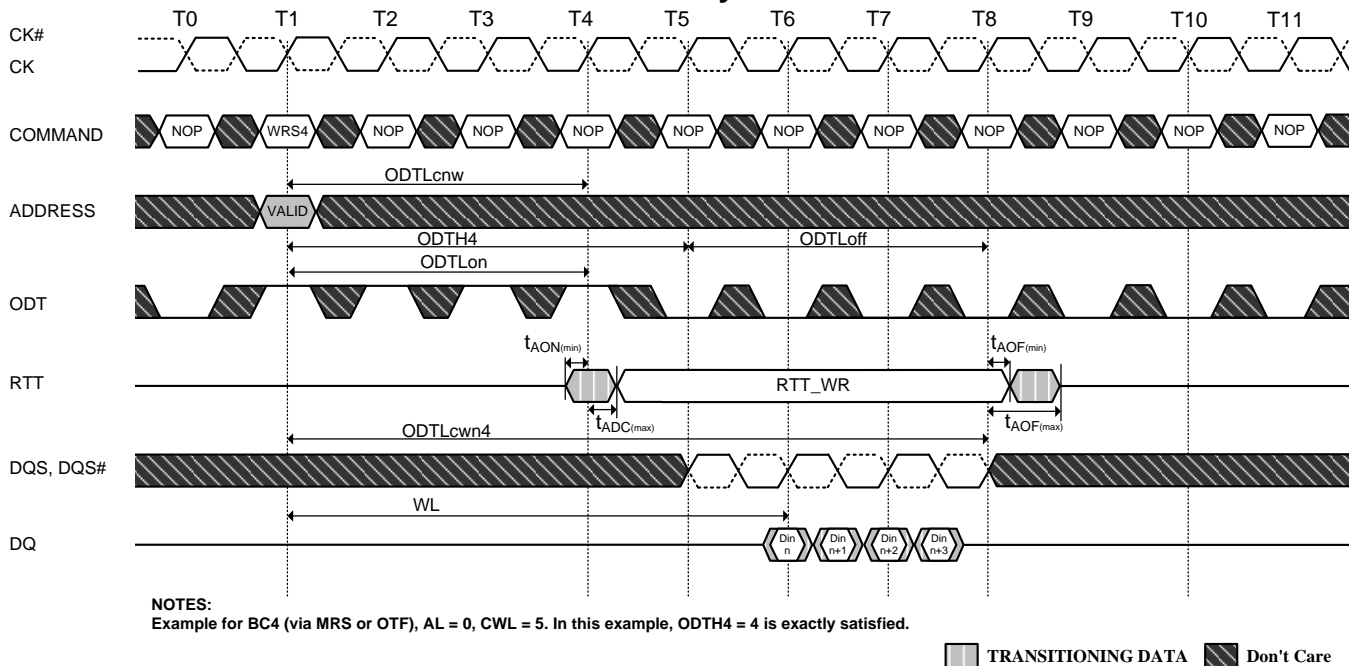 T0 T1 T2 T3 T4 T5 T6 T7 T8 T9 T10 T11
CK#
CK
COMMAND NOP WRS4 NOP NOP NOP NOP NOP NOP NOP NOP NOP NOP
ODTLcnw
ADDRESS VALID
ODTH4 ODTLoff
ODTLon
ODT
tAON(min) tAOF(min)
RTT RTT_WR
tADC(max) tAOF(max)
ODTLcwn4
DQS, DQS#
WL
DQ Din n Din n+1 Din n+2 Din n+3
NOTES:
Example for BC4 (via MRS or OTF), AL = 0, CWL = 5. In this example, ODTH4 = 4 is exactly satisfied.
TRANSITIONING DATA Don't Care